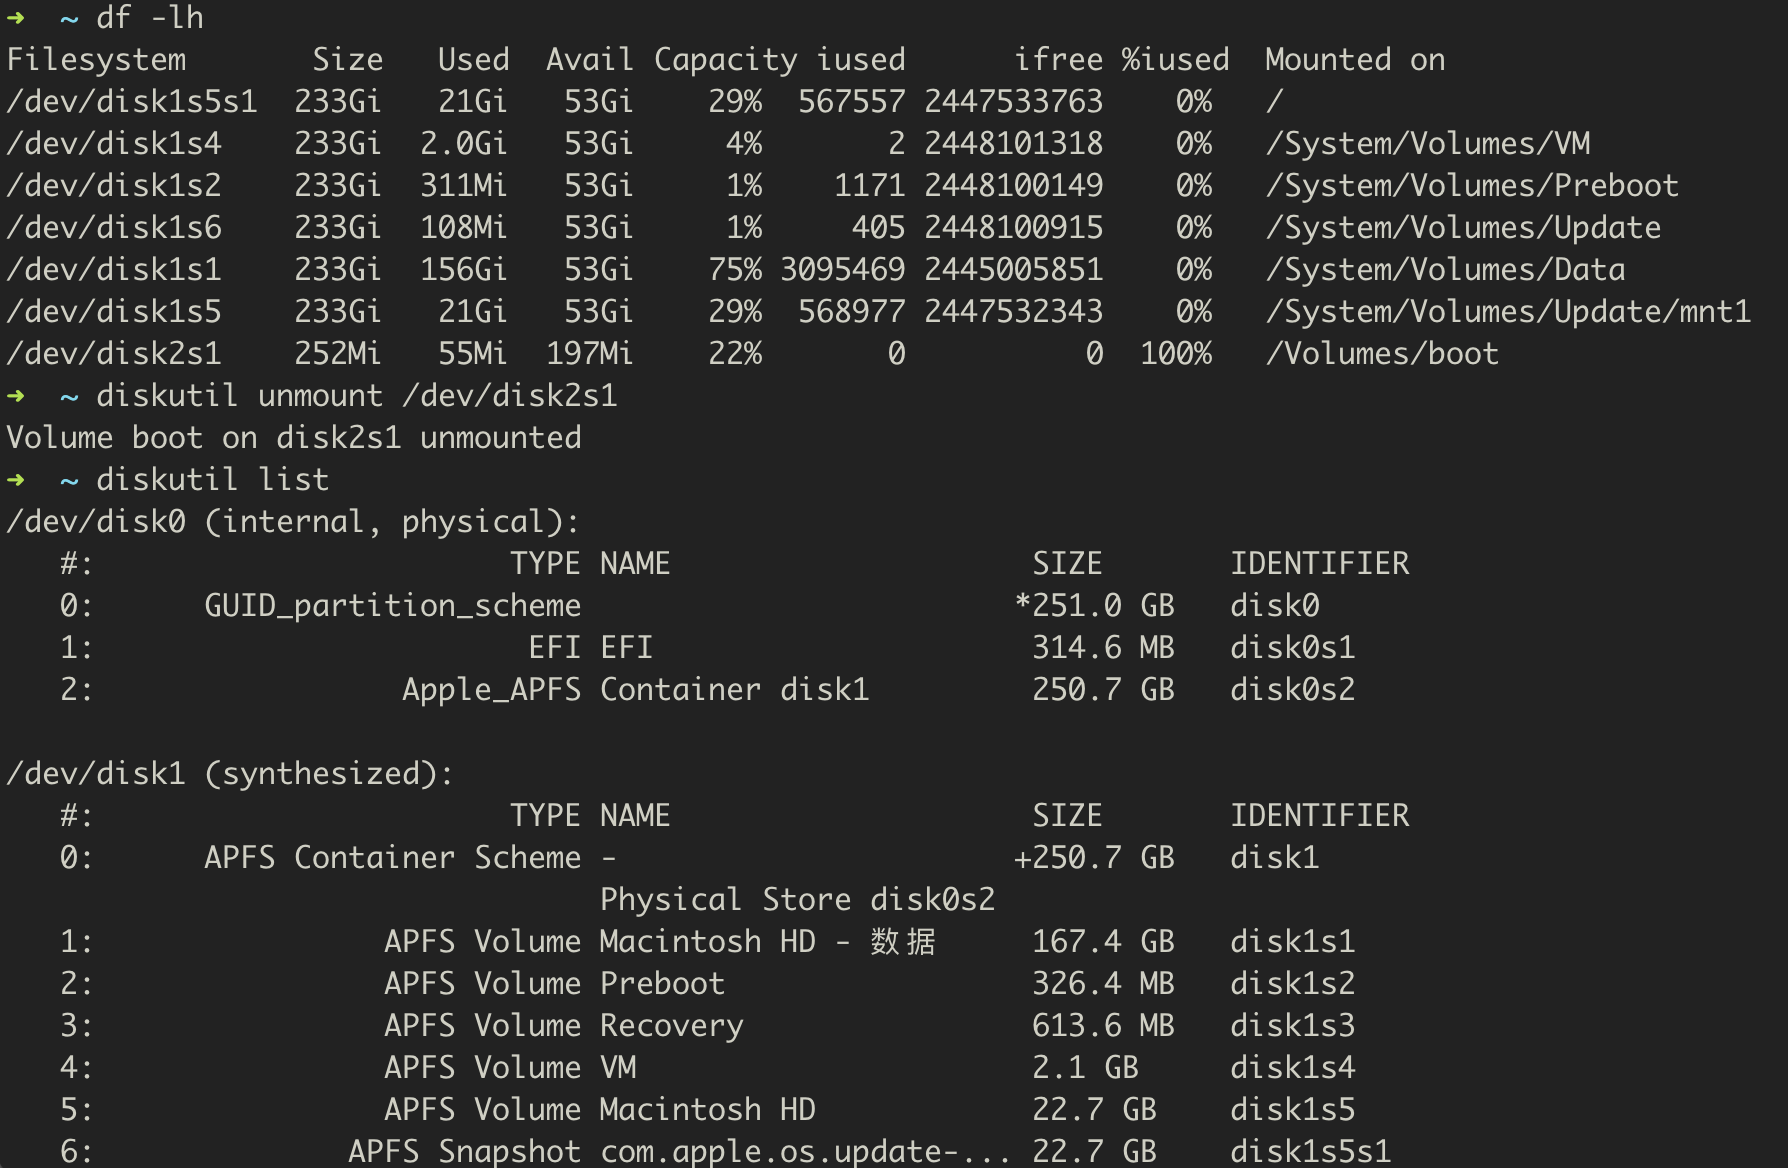 ➜  ~ df -lh
Filesystem       Size   Used  Avail Capacity iused      ifree %iused  Mounted on
/dev/disk1s5s1  233Gi   21Gi   53Gi    29%  567557 2447533763    0%   /
/dev/disk1s4    233Gi  2.0Gi   53Gi     4%       2 2448101318    0%   /System/Volumes/VM
/dev/disk1s2    233Gi  311Mi   53Gi     1%    1171 2448100149    0%   /System/Volumes/Preboot
/dev/disk1s6    233Gi  108Mi   53Gi     1%     405 2448100915    0%   /System/Volumes/Update
/dev/disk1s1    233Gi  156Gi   53Gi    75% 3095469 2445005851    0%   /System/Volumes/Data
/dev/disk1s5    233Gi   21Gi   53Gi    29%  568977 2447532343    0%   /System/Volumes/Update/mnt1
/dev/disk2s1    252Mi   55Mi  197Mi    22%       0          0  100%   /Volumes/boot
➜  ~ diskutil unmount /dev/disk2s1
Volume boot on disk2s1 unmounted
➜  ~ diskutil list
/dev/disk0 (internal, physical):
   #:                       TYPE NAME                    SIZE       IDENTIFIER
   0:      GUID_partition_scheme                        *251.0 GB   disk0
   1:                        EFI EFI                     314.6 MB   disk0s1
   2:                 Apple_APFS Container disk1         250.7 GB   disk0s2
/dev/disk1 (synthesized):
   #:                       TYPE NAME                    SIZE       IDENTIFIER
   0:      APFS Container Scheme -                      +250.7 GB   disk1
                                 Physical Store disk0s2
   1:                APFS Volume Macintosh HD - 数据     167.4 GB   disk1s1
   2:                APFS Volume Preboot                 326.4 MB   disk1s2
   3:                APFS Volume Recovery                613.6 MB   disk1s3
   4:                APFS Volume VM                      2.1 GB     disk1s4
   5:                APFS Volume Macintosh HD            22.7 GB    disk1s5
   6:              APFS Snapshot com.apple.os.update-... 22.7 GB    disk1s5s1